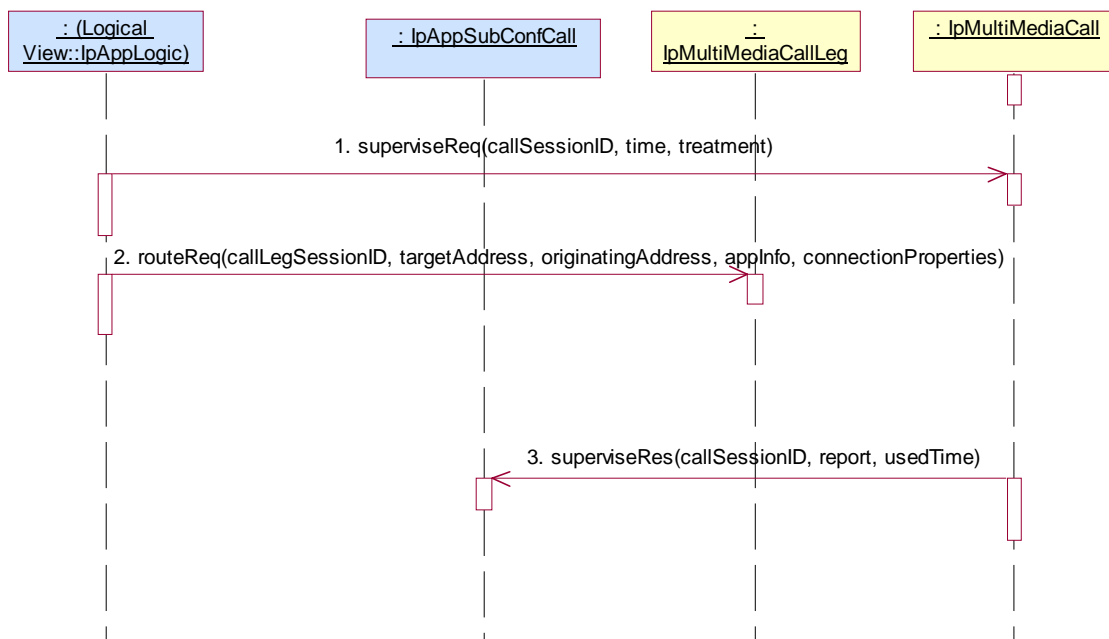 : (Logical
View::IpAppLogic)
: IpAppSubConfCall
:
IpMultiMediaCallLeg
: IpMultiMediaCall
1. superviseReq(callSessionID, time, treatment)
2. routeReq(callLegSessionID, targetAddress, originatingAddress, appInfo, connectionProperties)
3. superviseRes(callSessionID, report, usedTime)